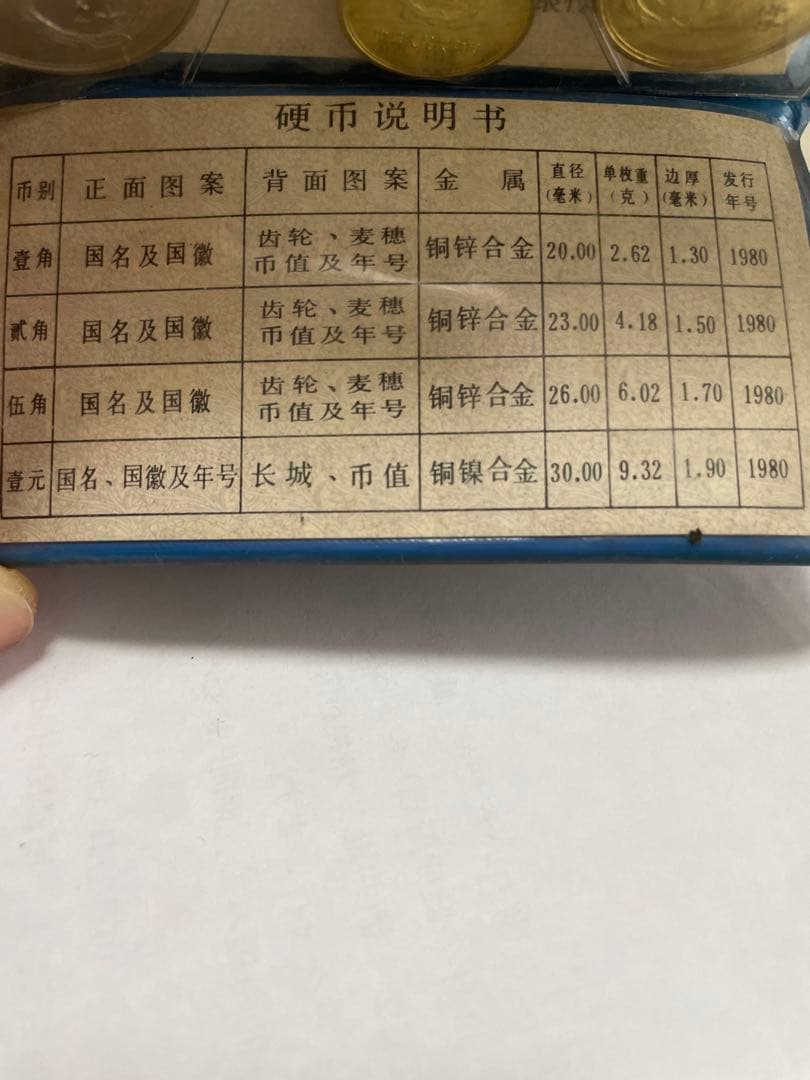 硬币说明书
币别 正面图案 背面图案 金属 直径(毫米) 单枚重(克) 边厚(毫米) 发行年号
壹角 国名及国徽 齿轮、麦穗币值及年号 铜锌合金 20.00 2.62 1.30 1980
贰角 国名及国徽 齿轮、麦穗币值及年号 铜锌合金 23.00 4.18 1.50 1980
伍角 国名及国徽 齿轮、麦穗币值及年号 铜锌合金 26.00 6.02 1.70 1980
壹元 国名、国徽及年号 长城、币值 铜镍合金 30.00 9.32 1.90 1980